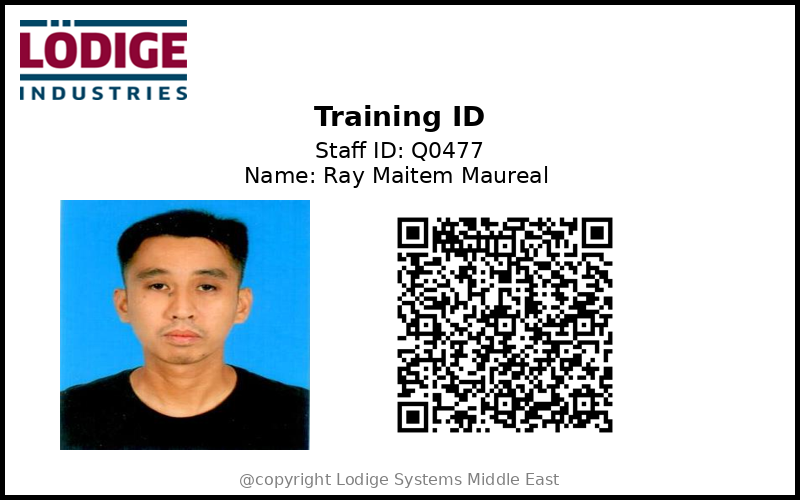 LÖDIGE
INDUSTRIES
Training ID
Staff ID: Q0477
Name: Ray Maitem Maureal
@copyright Lodige Systems Middle East